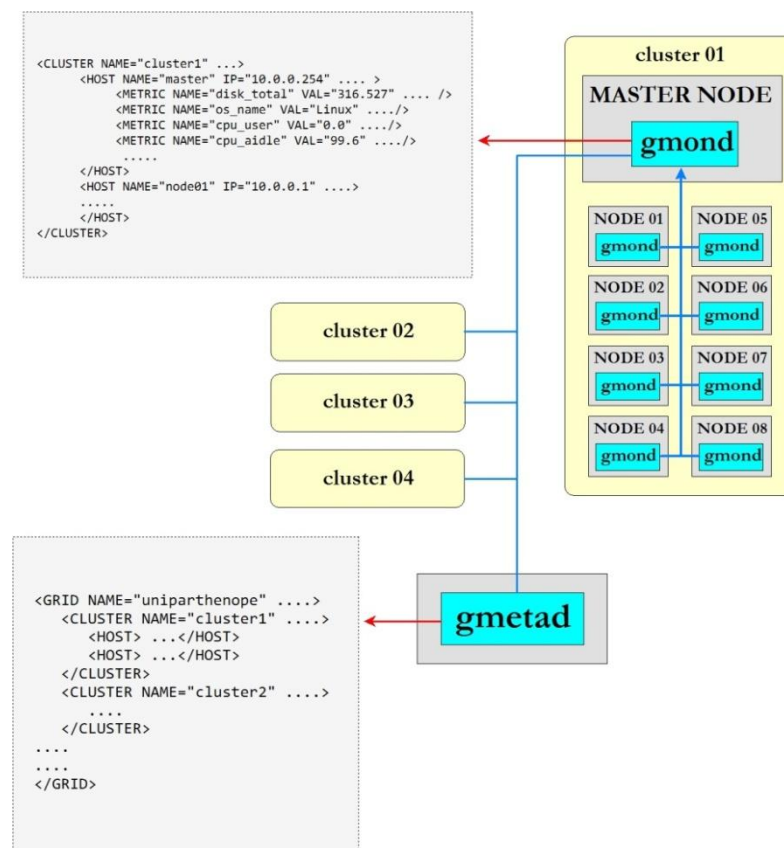 <CLUSTER NAME="cluster1" ...>
<HOST NAME="master" IP="10.0.0.254" .... >
<METRIC NAME="disk_total" VAL="316.527" .... />
<METRIC NAME="os_name" VAL="Linux" ..../>
<METRIC NAME="cpu_user" VAL="0.0" ..../>
<METRIC NAME="cpu_aidle" VAL="99.6" ..../>
.....
</HOST>
<HOST NAME="node01" IP="10.0.0.1" ....>
.....
</HOST>
</CLUSTER>
cluster 01
MASTER NODE
gmond
NODE 01
gmond
NODE 05
gmond
NODE 02
gmond
NODE 06
gmond
NODE 03
gmond
NODE 07
gmond
NODE 04
gmond
NODE 08
gmond
cluster 02
cluster 03
cluster 04
gmetad
<GRID NAME="uniparthenope" ....>
<CLUSTER NAME="cluster1" ....>
<HOST> ...</HOST>
<HOST> ...</HOST>
</CLUSTER>
<CLUSTER NAME="cluster2" ....>
....
</CLUSTER>
....
....
</GRID>